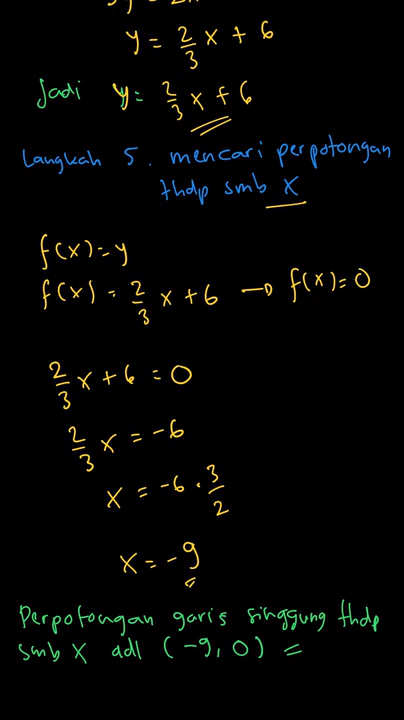 y = 2/3 x + 6
Jadi y = 2/3 x + 6
Langkah 5. mencari perpotongan
thdp smb X
f(x) = y
f(x) = 2/3 x + 6 → f(x) = 0
2/3 x + 6 = 0
2/3 x = -6
x = -6 . 3/2
x = -9
Perpotongan garis singgung thdp
smb X adl (-9, 0) =